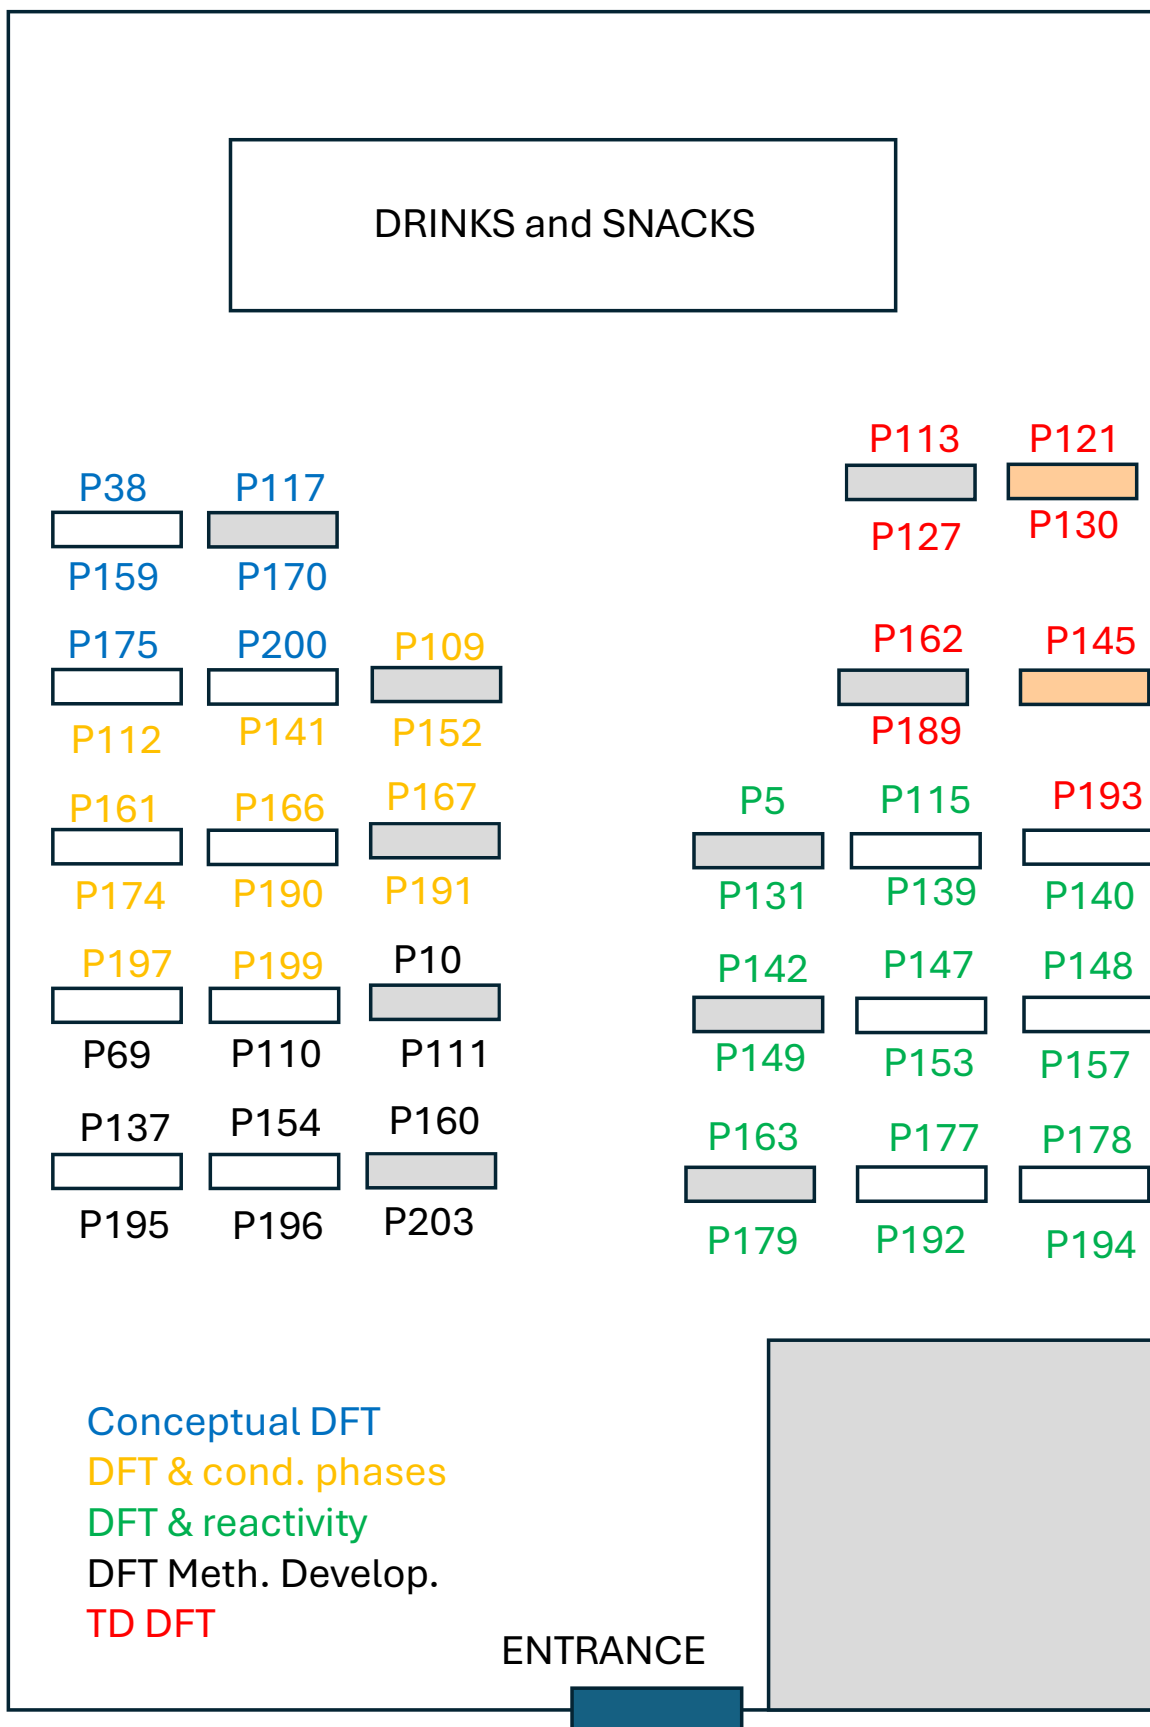 DRINKS and SNACKS
P113 P121
P38 P117
P127 P130
P159 P170
P175 P200 P109 P162 P145
P112 P141 P152 P189
P161 P166 P167 P5 P115 P193
P174 P190 P191 P131 P139 P140
P197 P199 P10 P142 P147 P148
P69 P110 P111 P149 P153 P157
P137 P154 P160 P163 P177 P178
P195 P196 P203 P179 P192 P194
Conceptual DFT
DFT & cond. phases
DFT & reactivity
DFT Meth. Develop.
TD DFT
ENTRANCE